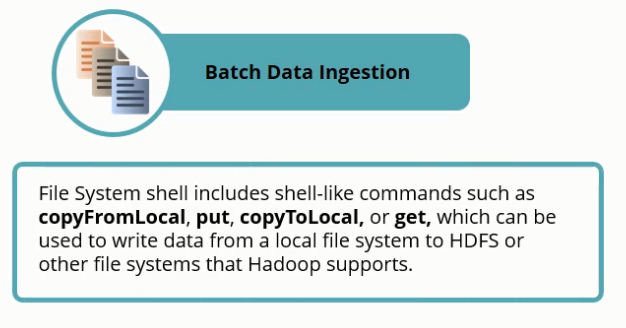 Batch Data Ingestion
File System shell includes shell-like commands such as
copyFromLocal, put, copyToLocal, or get, which can be
used to write data from a local file system to HDFS or
other file systems that Hadoop supports.